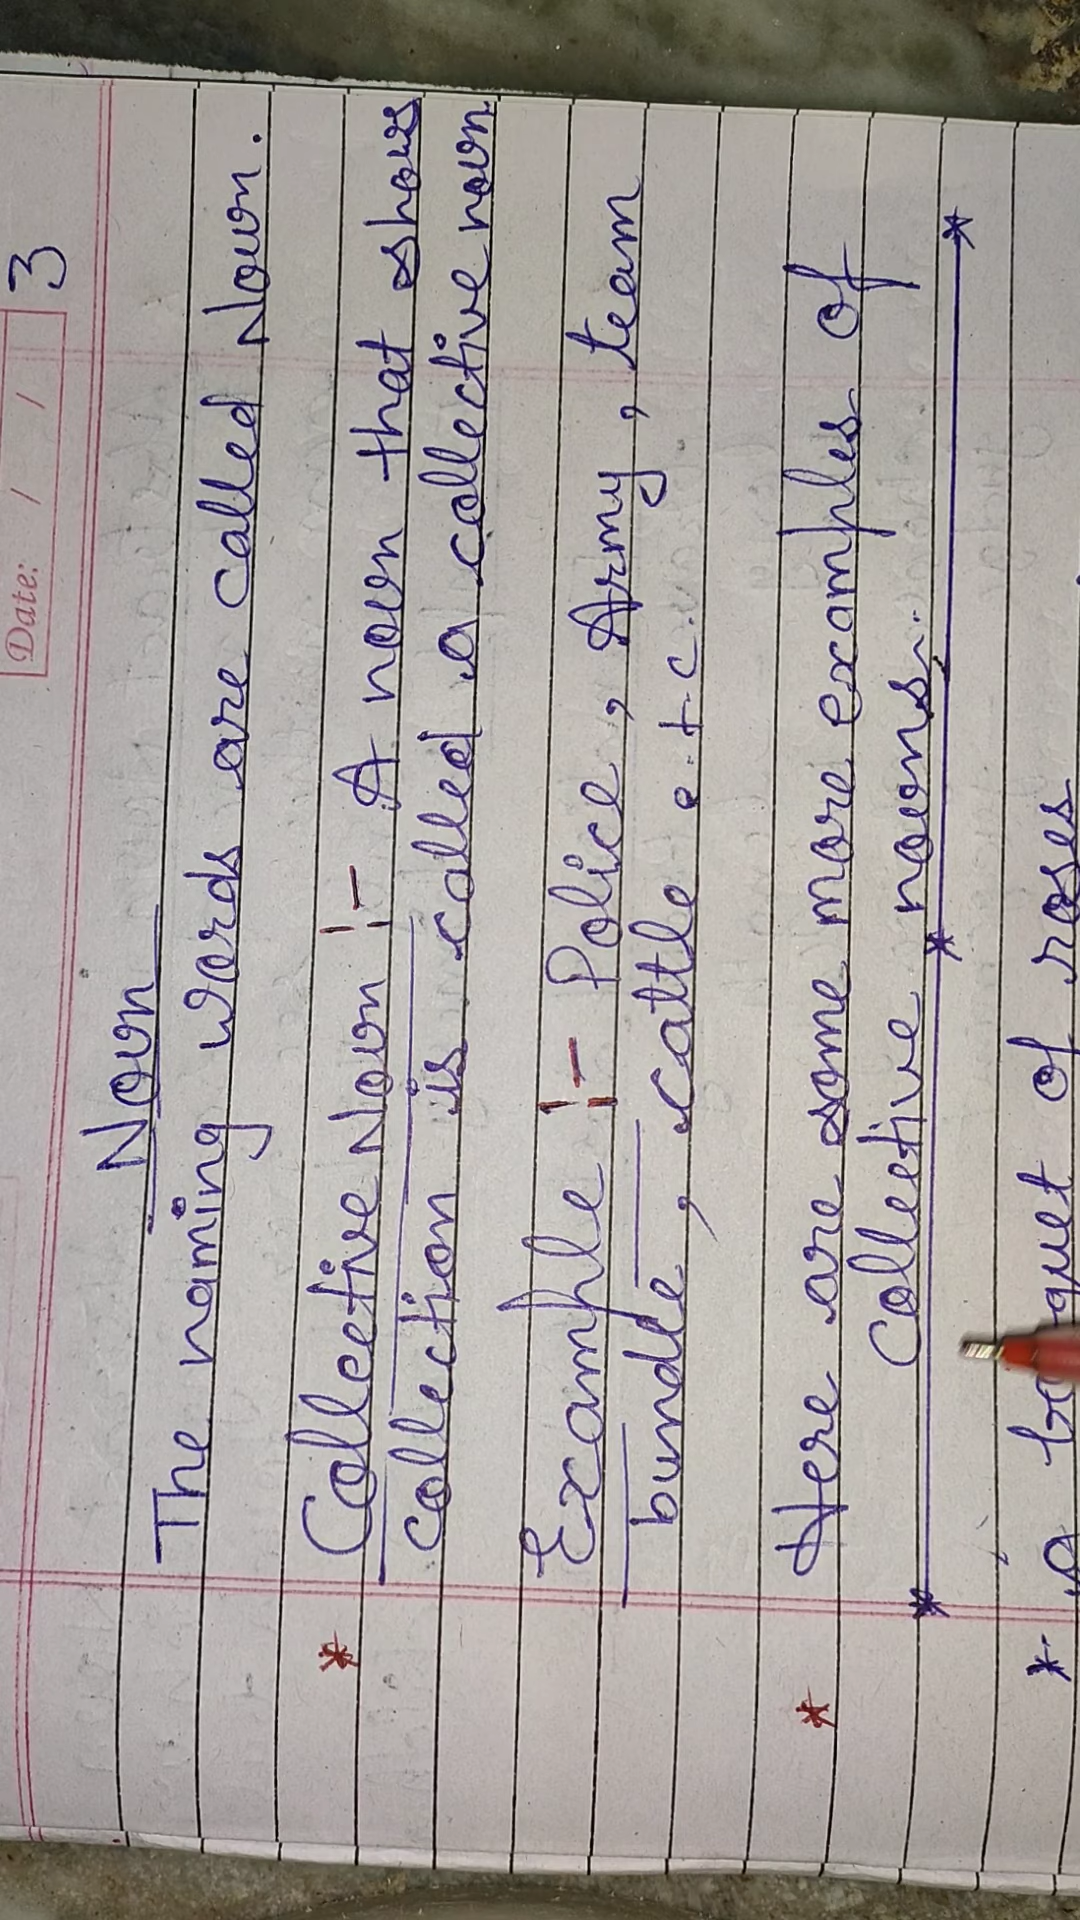 3
Date: / /
Noun
The naming words are called Noun.
* Collective Noun :- A noun that shows
collection is called a collective noun
Example :- Police, Army, team
bundle, cattle e.t.c.
* Here are some more examples of
Collective nouns.
* a bouquet of roses